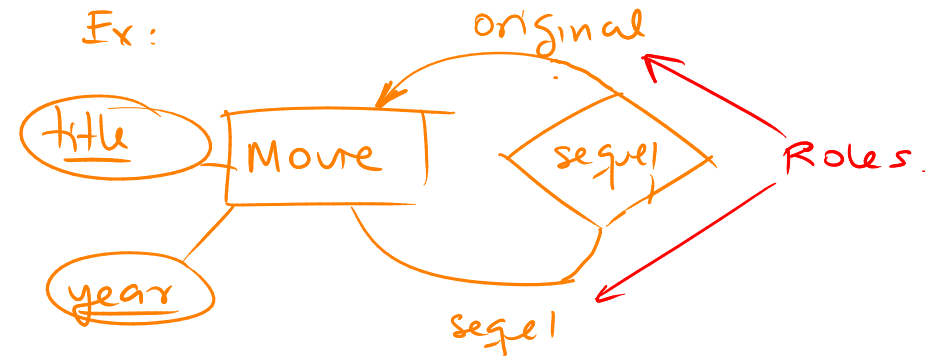 Ex:
original
title
Movie
sequel
Roles.
year
sequel